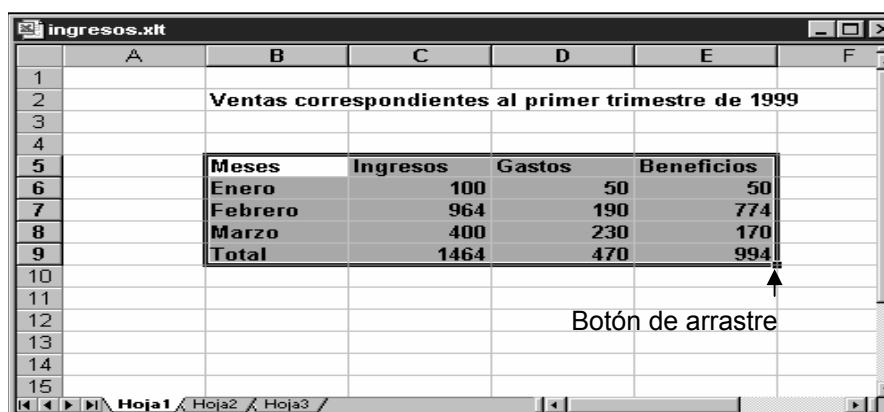 ingresos.xlt
A B C D E F
1
2 Ventas correspondientes al primer trimestre de 1999
3
4
5 Meses Ingresos Gastos Beneficios
6 Enero 100 50 50
7 Febrero 964 190 774
8 Marzo 400 230 170
9 Total 1464 470 994
10
11
12 Botón de arrastre
13
14
15
Hoja1 Hoja2 Hoja3